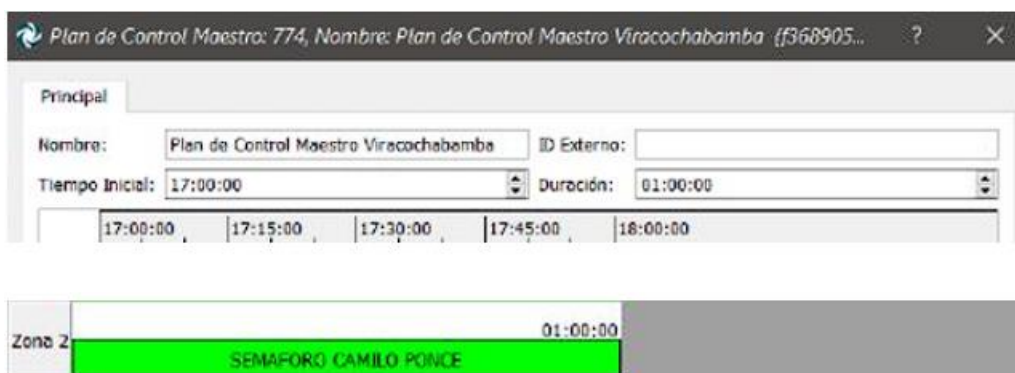 Plan de Control Maestro: 774, Nombre: Plan de Control Maestro Viracochabamba {f368905... ? ×
Principal
Nombre: Plan de Control Maestro Viracochabamba ID Externo:
Tiempo Inicial: 17:00:00 Duración: 01:00:00
17:00:00 17:15:00 17:30:00 17:45:00 18:00:00
01:00:00
Zona 2
SEMAFORO CAMILO PONCE